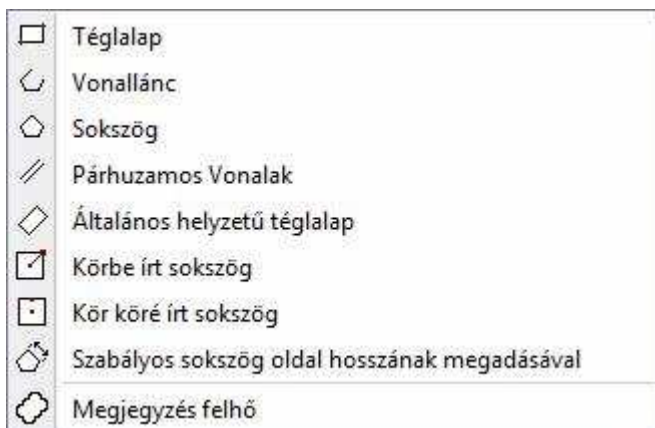 Téglalap
Vonallánc
Sokszög
Párhuzamos Vonalak
Általános helyzetű téglalap
Körbe írt sokszög
Kör köré írt sokszög
Szabályos sokszög oldal hosszának megadásával
Megjegyzés felhő